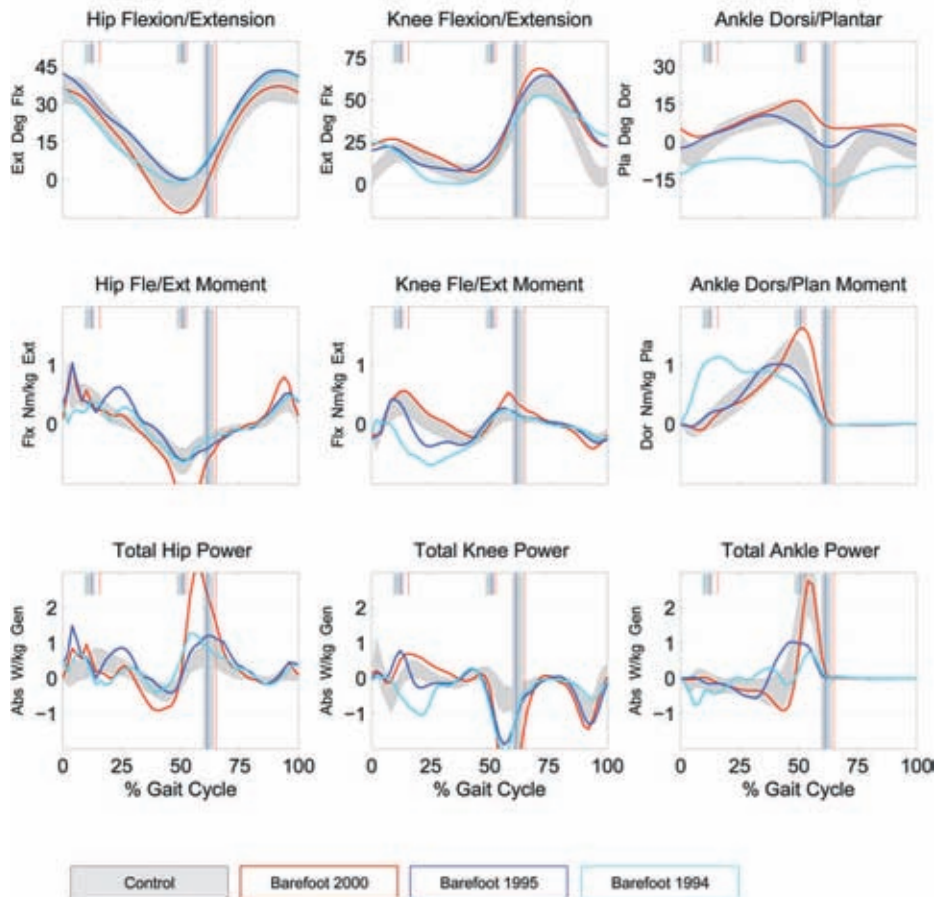 Hip Flexion/Extension
Knee Flexion/Extension
Ankle Dorsi/Plantar
Ext Deg Flx
45
30
15
0
Ext Deg Flx
75
50
25
0
Pla Deg Dor
30
15
0
−15
Hip Fle/Ext Moment
Knee Fle/Ext Moment
Ankle Dors/Plan Moment
Flx Nm/kg Ext
1
0
Flx Nm/kg Ext
1
0
Dor Nm/kg Pla
1
0
Total Hip Power
Total Knee Power
Total Ankle Power
Abs W/kg Gen
2
1
0
−1
Abs W/kg Gen
2
1
0
−1
Abs W/kg Gen
2
1
0
−1
0 25 50 75 100
0 25 50 75 100
0 25 50 75 100
% Gait Cycle
% Gait Cycle
% Gait Cycle
Control
Barefoot 2000
Barefoot 1995
Barefoot 1994